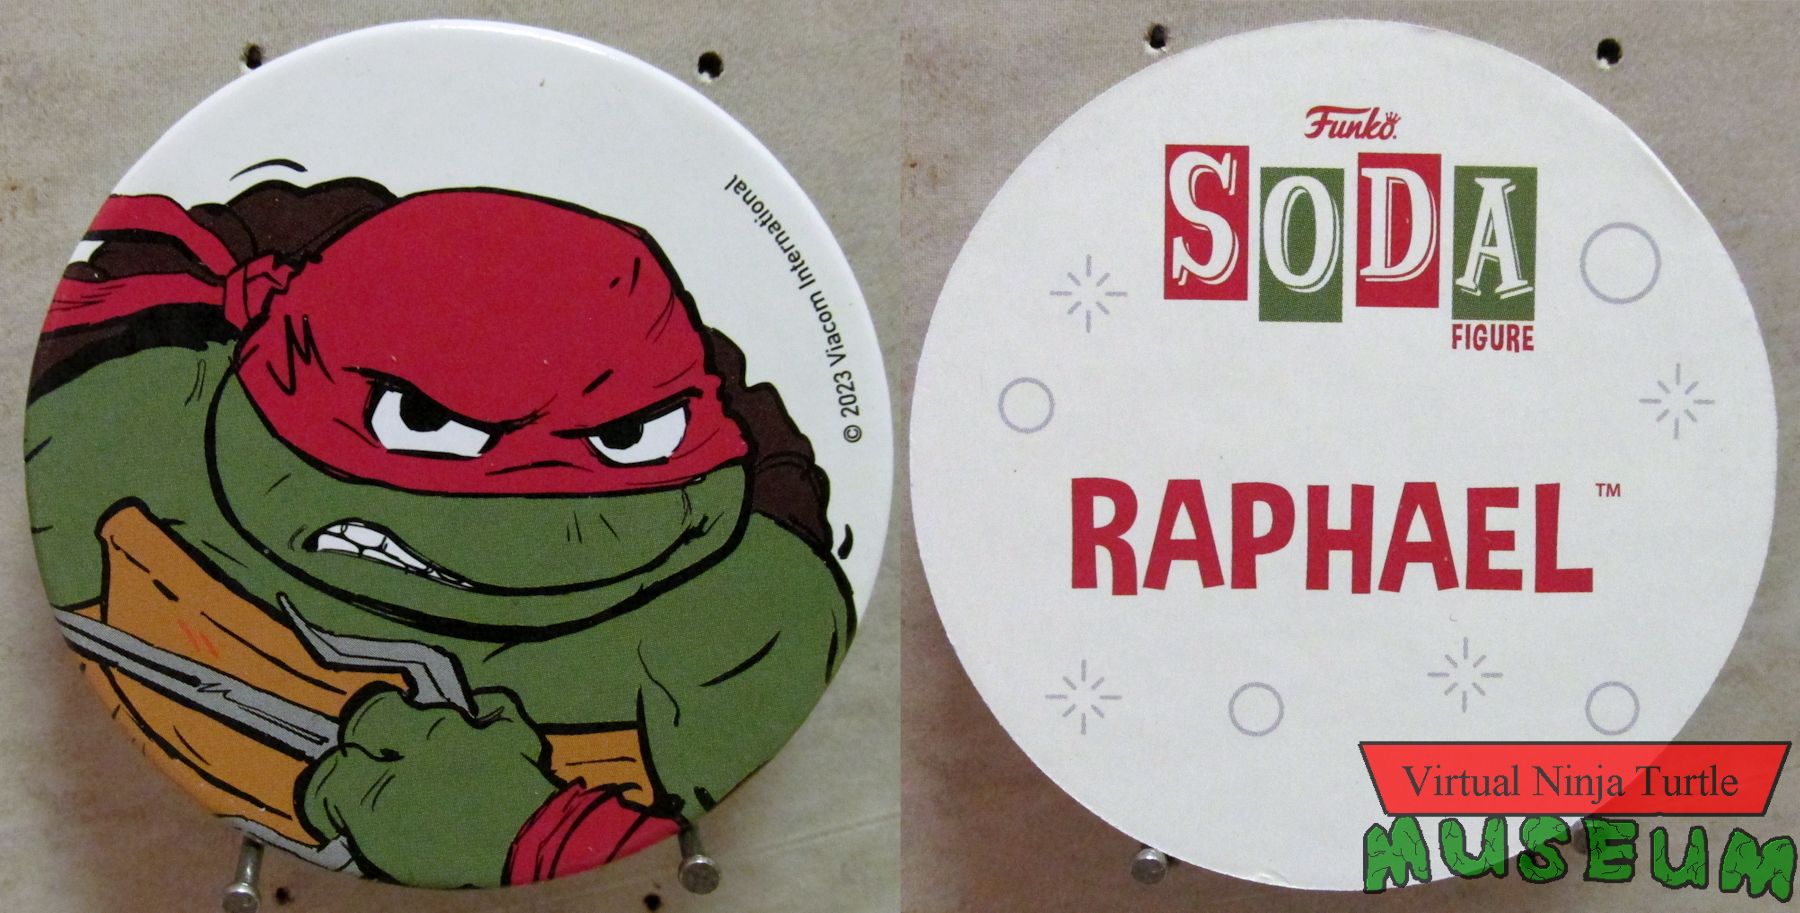 © 2023 Viacom International
Funko.
SODA
FIGURE
RAPHAEL™
Virtual Ninja Turtle
MUSEUM